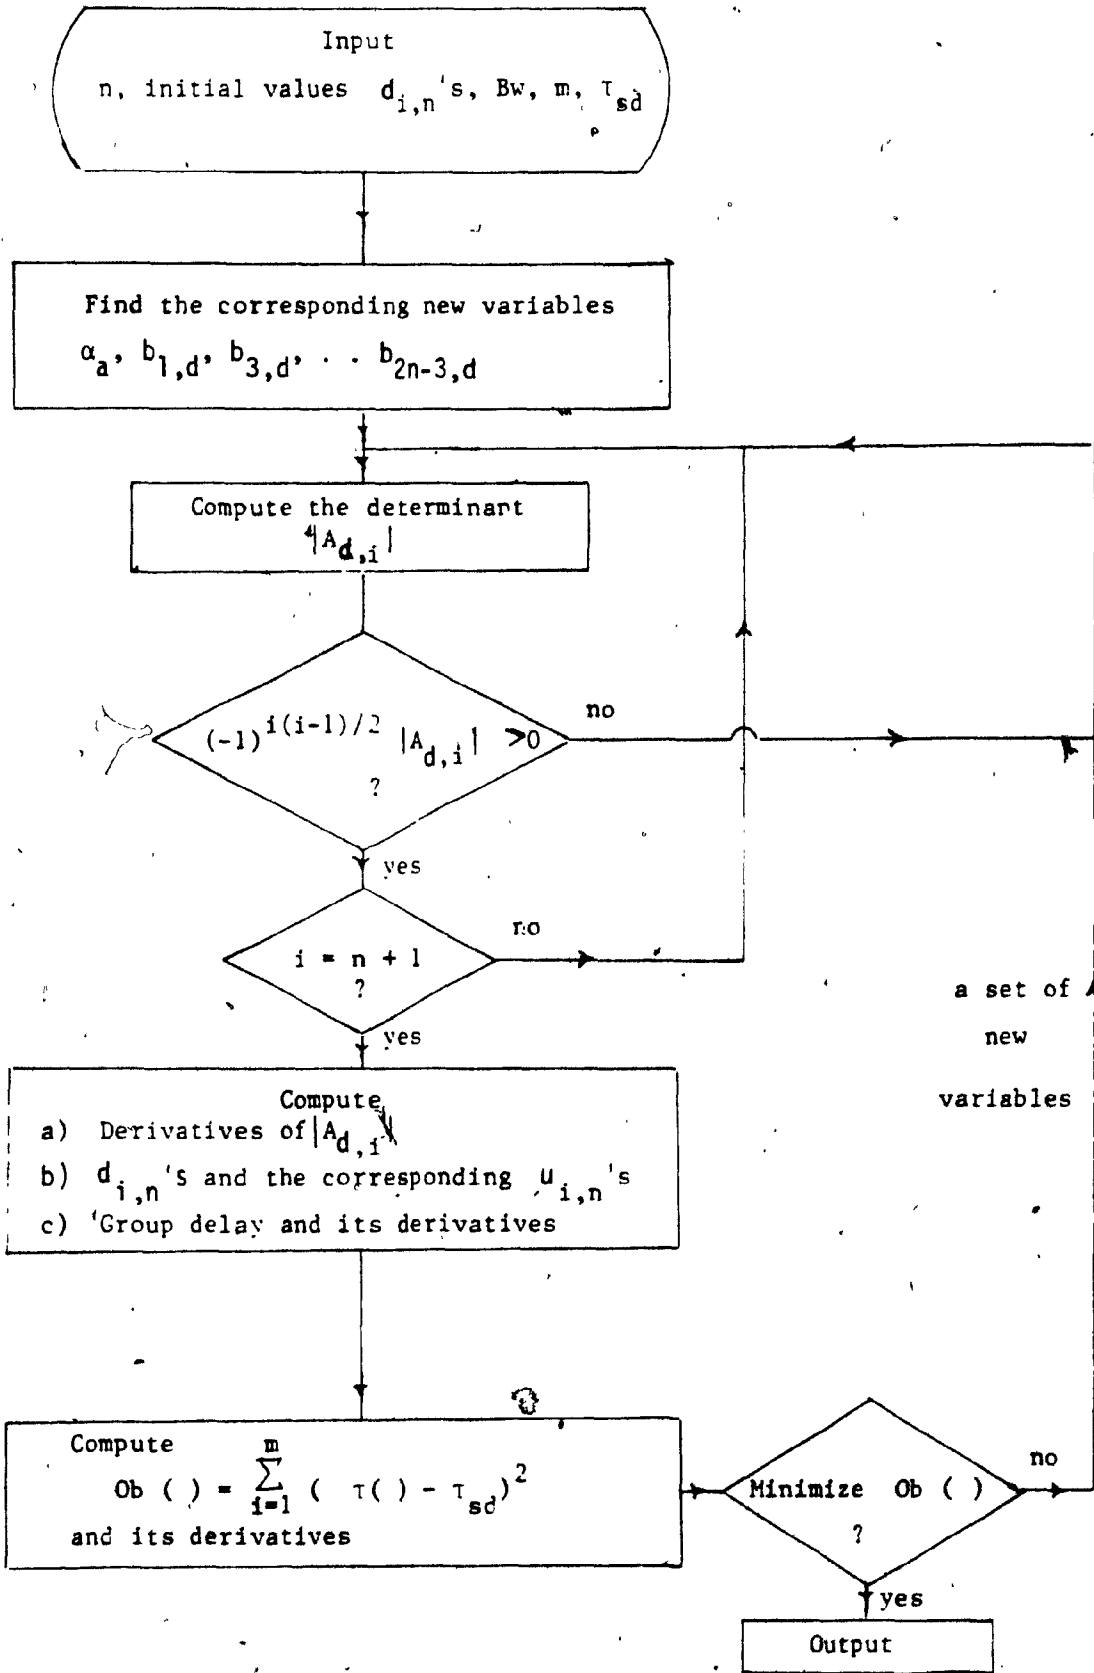 Input
n, initial values d_{i,n}'s, Bw, m, τ_{sd}
Find the corresponding new variables
α_a, b_{1,d}, b_{3,d}, . . b_{2n-3,d}
Compute the determinant
|A_{d,i}|
(-1)^{i(i-1)/2} |A_{d,i}| >0
?
no
yes
i = n + 1
?
no
yes
a set of
new
variables
Compute
a) Derivatives of |A_{d,i}|
b) d_{i,n}'s and the corresponding u_{i,n}'s
c) Group delay and its derivatives
Compute
Ob ( ) = \sum_{i=1}^{m} ( τ( ) - τ_{sd})^2
and its derivatives
Minimize Ob ( )
?
no
yes
Output